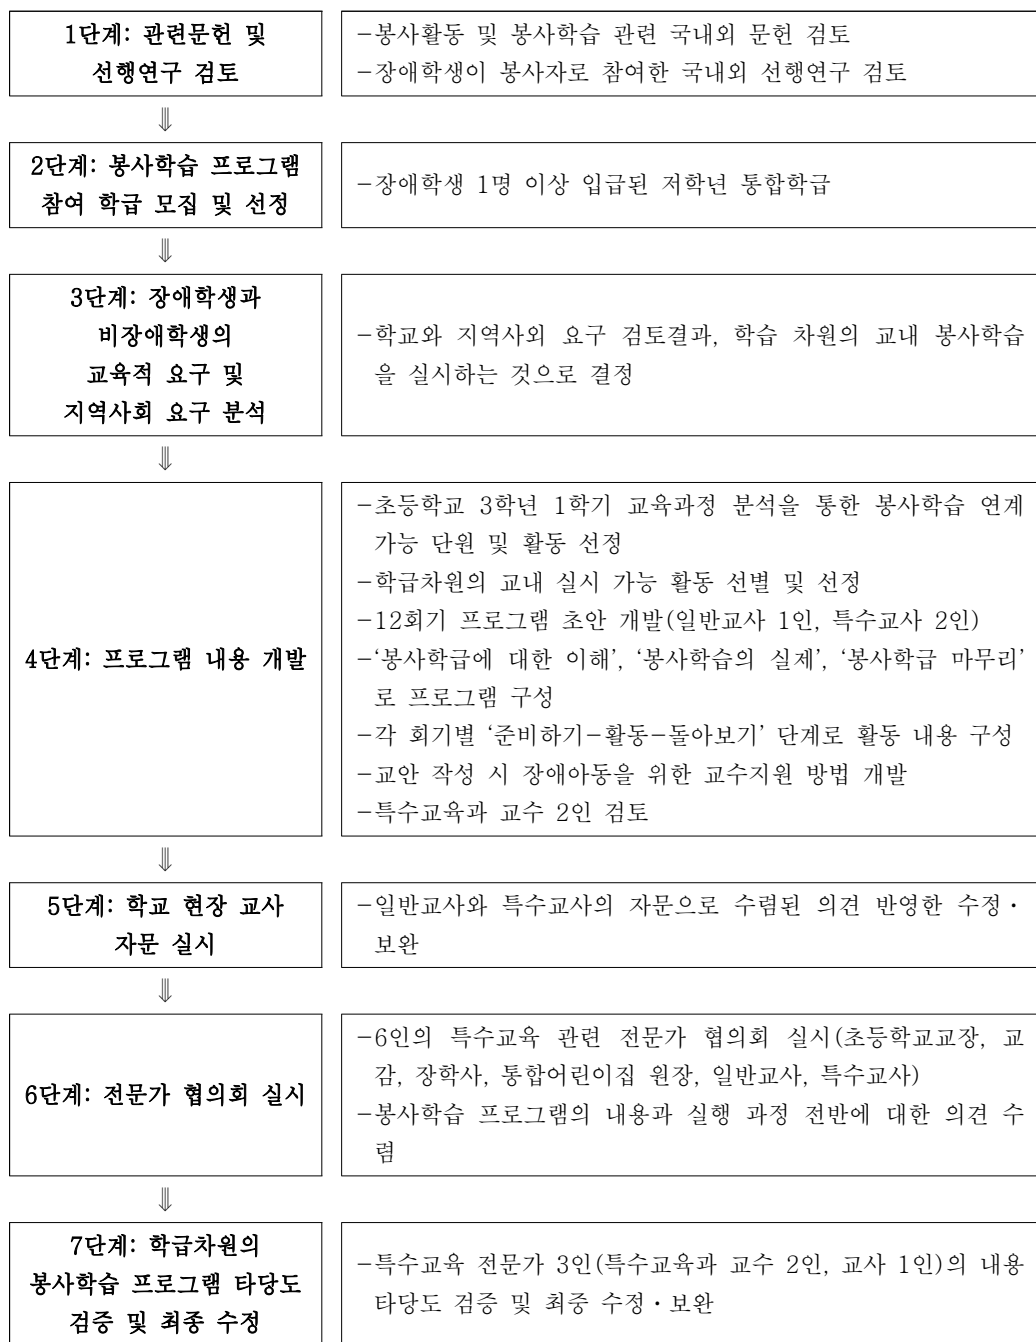 1단계: 관련문헌 및
선행연구 검토
-봉사활동 및 봉사학습 관련 국내외 문헌 검토
-장애학생이 봉사자로 참여한 국내외 선행연구 검토
⇓
2단계: 봉사학습 프로그램
참여 학급 모집 및 선정
-장애학생 1명 이상 입급된 저학년 통합학급
⇓
3단계: 장애학생과
비장애학생의
교육적 요구 및
지역사회 요구 분석
-학교와 지역사외 요구 검토결과, 학습 차원의 교내 봉사학습
을 실시하는 것으로 결정
⇓
4단계: 프로그램 내용 개발
-초등학교 3학년 1학기 교육과정 분석을 통한 봉사학습 연계
가능 단원 및 활동 선정
-학급차원의 교내 실시 가능 활동 선별 및 선정
-12회기 프로그램 초안 개발(일반교사 1인, 특수교사 2인)
-‘봉사학급에 대한 이해’, ‘봉사학습의 실제’, ‘봉사학급 마무리’
로 프로그램 구성
-각 회기별 ‘준비하기-활동-돌아보기’ 단계로 활동 내용 구성
-교안 작성 시 장애아동을 위한 교수지원 방법 개발
-특수교육과 교수 2인 검토
⇓
5단계: 학교 현장 교사
자문 실시
-일반교사와 특수교사의 자문으로 수렴된 의견 반영한 수정·
보완
⇓
6단계: 전문가 협의회 실시
-6인의 특수교육 관련 전문가 협의회 실시(초등학교교장, 교
감, 장학사, 통합어린이집 원장, 일반교사, 특수교사)
-봉사학습 프로그램의 내용과 실행 과정 전반에 대한 의견 수
렴
⇓
7단계: 학급차원의
봉사학습 프로그램 타당도
검증 및 최종 수정
-특수교육 전문가 3인(특수교육과 교수 2인, 교사 1인)의 내용
타당도 검증 및 최중 수정·보완